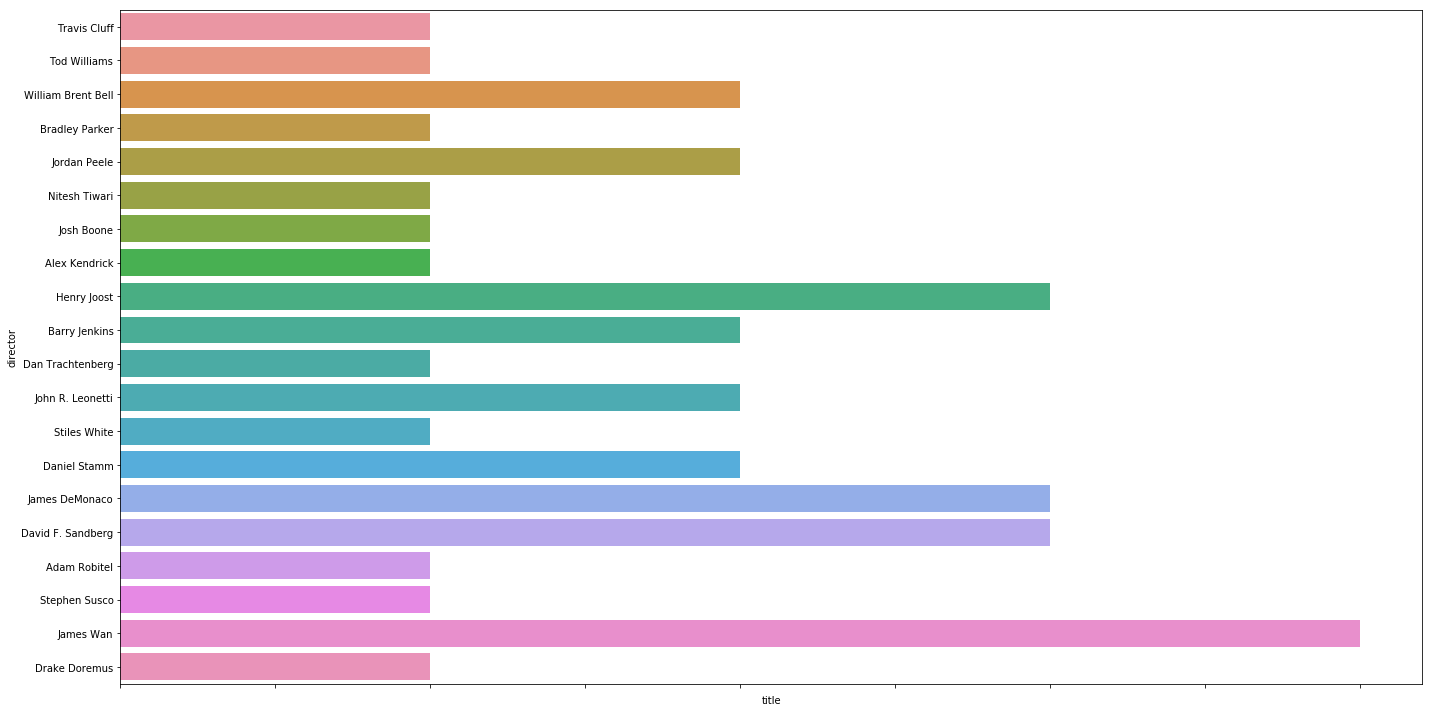 Travis Cluff
Tod Williams
William Brent Bell
Bradley Parker
Jordan Peele
Nitesh Tiwari
Josh Boone
Alex Kendrick
Henry Joost
Barry Jenkins
Dan Trachtenberg
John R. Leonetti
Stiles White
Daniel Stamm
James DeMonaco
David F. Sandberg
Adam Robitel
Stephen Susco
James Wan
Drake Doremus
director
title